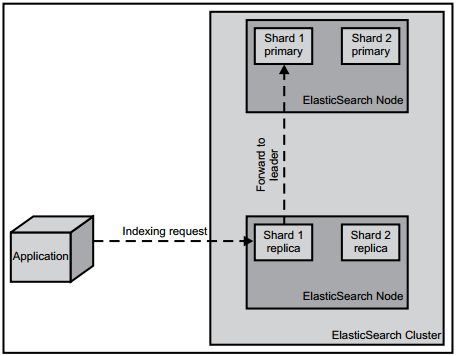 Shard 1
primary
Shard 2
primary
ElasticSearch Node
Forward to
leader
Indexing request
Application
Shard 1
replica
Shard 2
replica
ElasticSearch Node
ElasticSearch Cluster